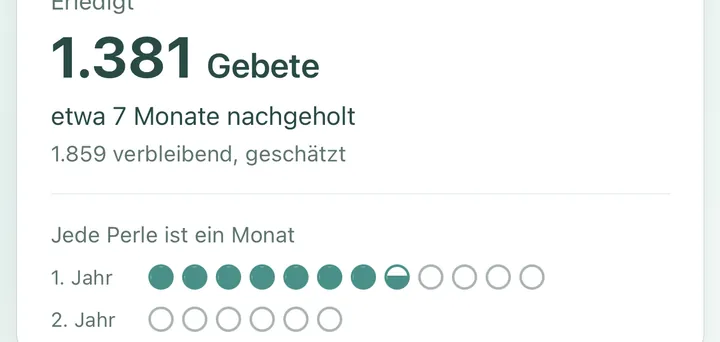 Erledigt
1.381 Gebete
etwa 7 Monate nachgeholt
1.859 verbleibend, geschätzt
Jede Perle ist ein Monat
1. Jahr
2. Jahr